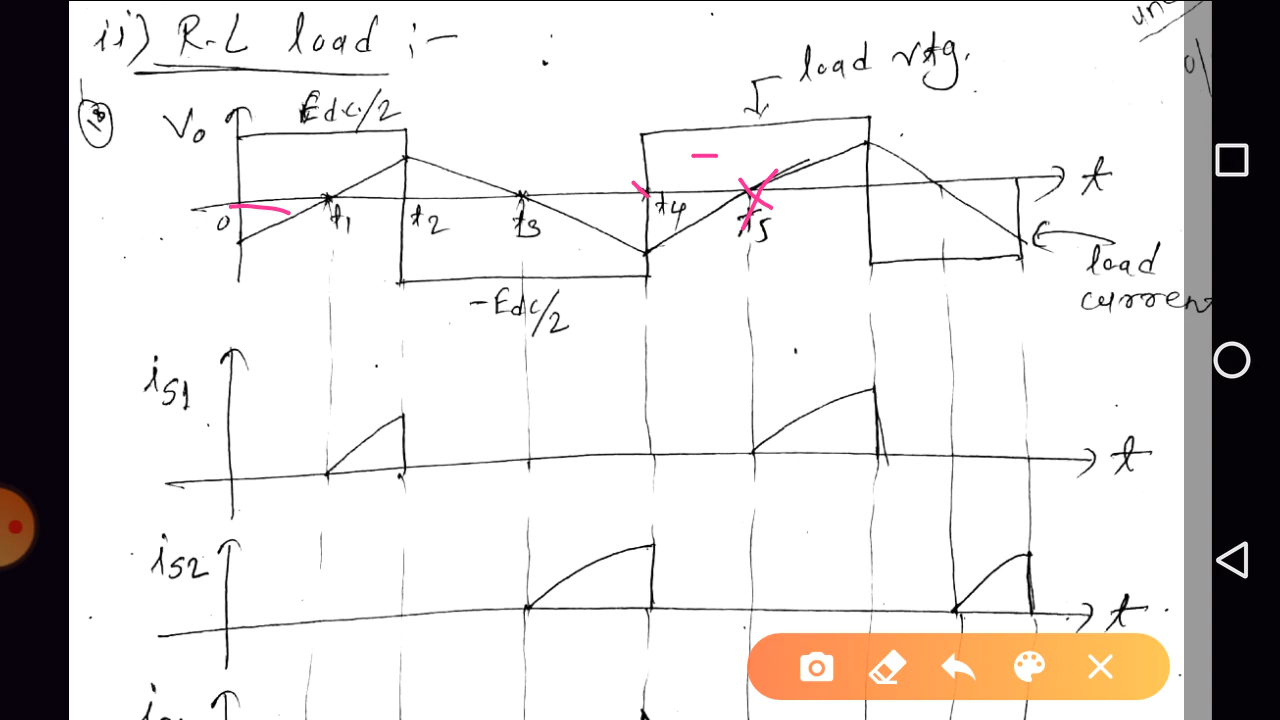 ii) R-L load :-
load vtg.
13
Vo
Edc/2
t
0
t1
t2
t3
t4
t5
-Edc/2
load
current
iS1
t
iS2
t